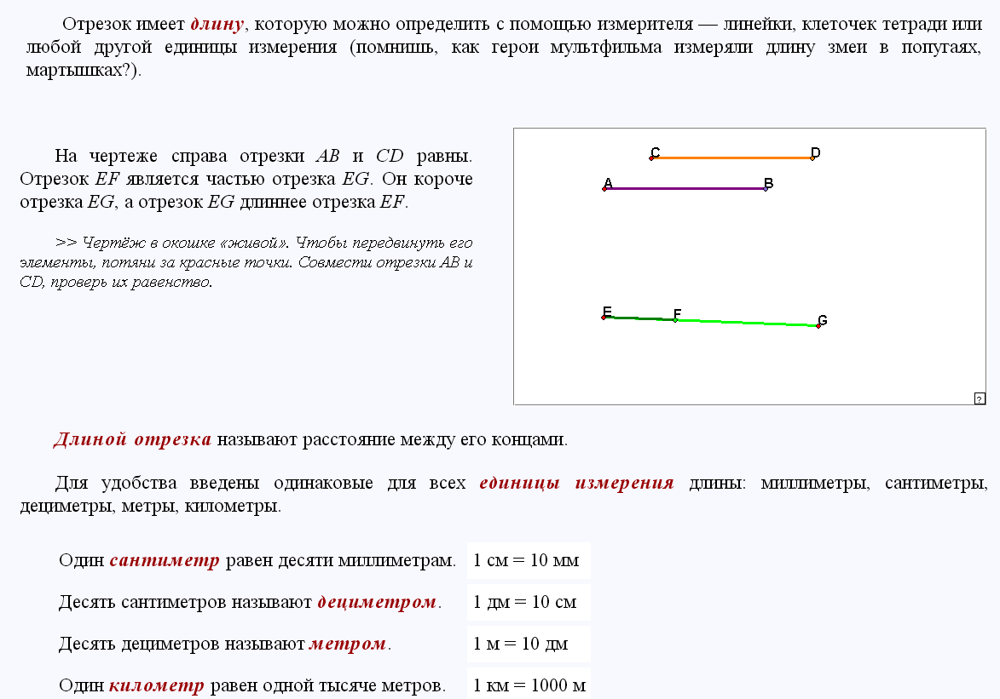 Отрезок имеет длину, которую можно определить с помощью измерителя — линейки, клеточек тетради или
любой другой единицы измерения (помнишь, как герои мультфильма измеряли длину змеи в попугаях,
мартышках?).
На чертеже справа отрезки AB и CD равны.
Отрезок EF является частью отрезка EG. Он короче
отрезка EG, а отрезок EG длиннее отрезка EF.
>> Чертёж в окошке «живой». Чтобы передвинуть его
элементы, потяни за красные точки. Совмести отрезки AB и
CD, проверь их равенство.
C D
A B
E F G
?
Длиной отрезка называют расстояние между его концами.
Для удобства введены одинаковые для всех единицы измерения длины: миллиметры, сантиметры,
дециметры, метры, километры.
Один сантиметр равен десяти миллиметрам. 1 см = 10 мм
Десять сантиметров называют дециметром. 1 дм = 10 см
Десять дециметров называют метром. 1 м = 10 дм
Один километр равен одной тысяче метров. 1 км = 1000 м